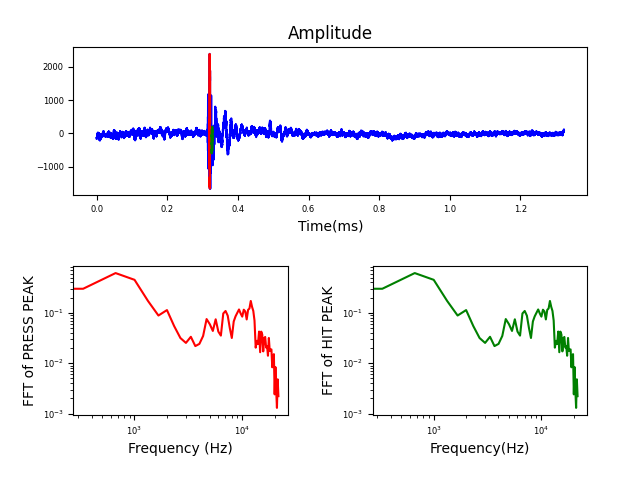 Amplitude
2000
1000
0
−1000
0.0 0.2 0.4 0.6 0.8 1.0 1.2
Time(ms)
FFT of PRESS PEAK
10⁻¹
10⁻²
10⁻³
10³ 10⁴
Frequency (Hz)
FFT of HIT PEAK
10⁻¹
10⁻²
10⁻³
10³ 10⁴
Frequency(Hz)